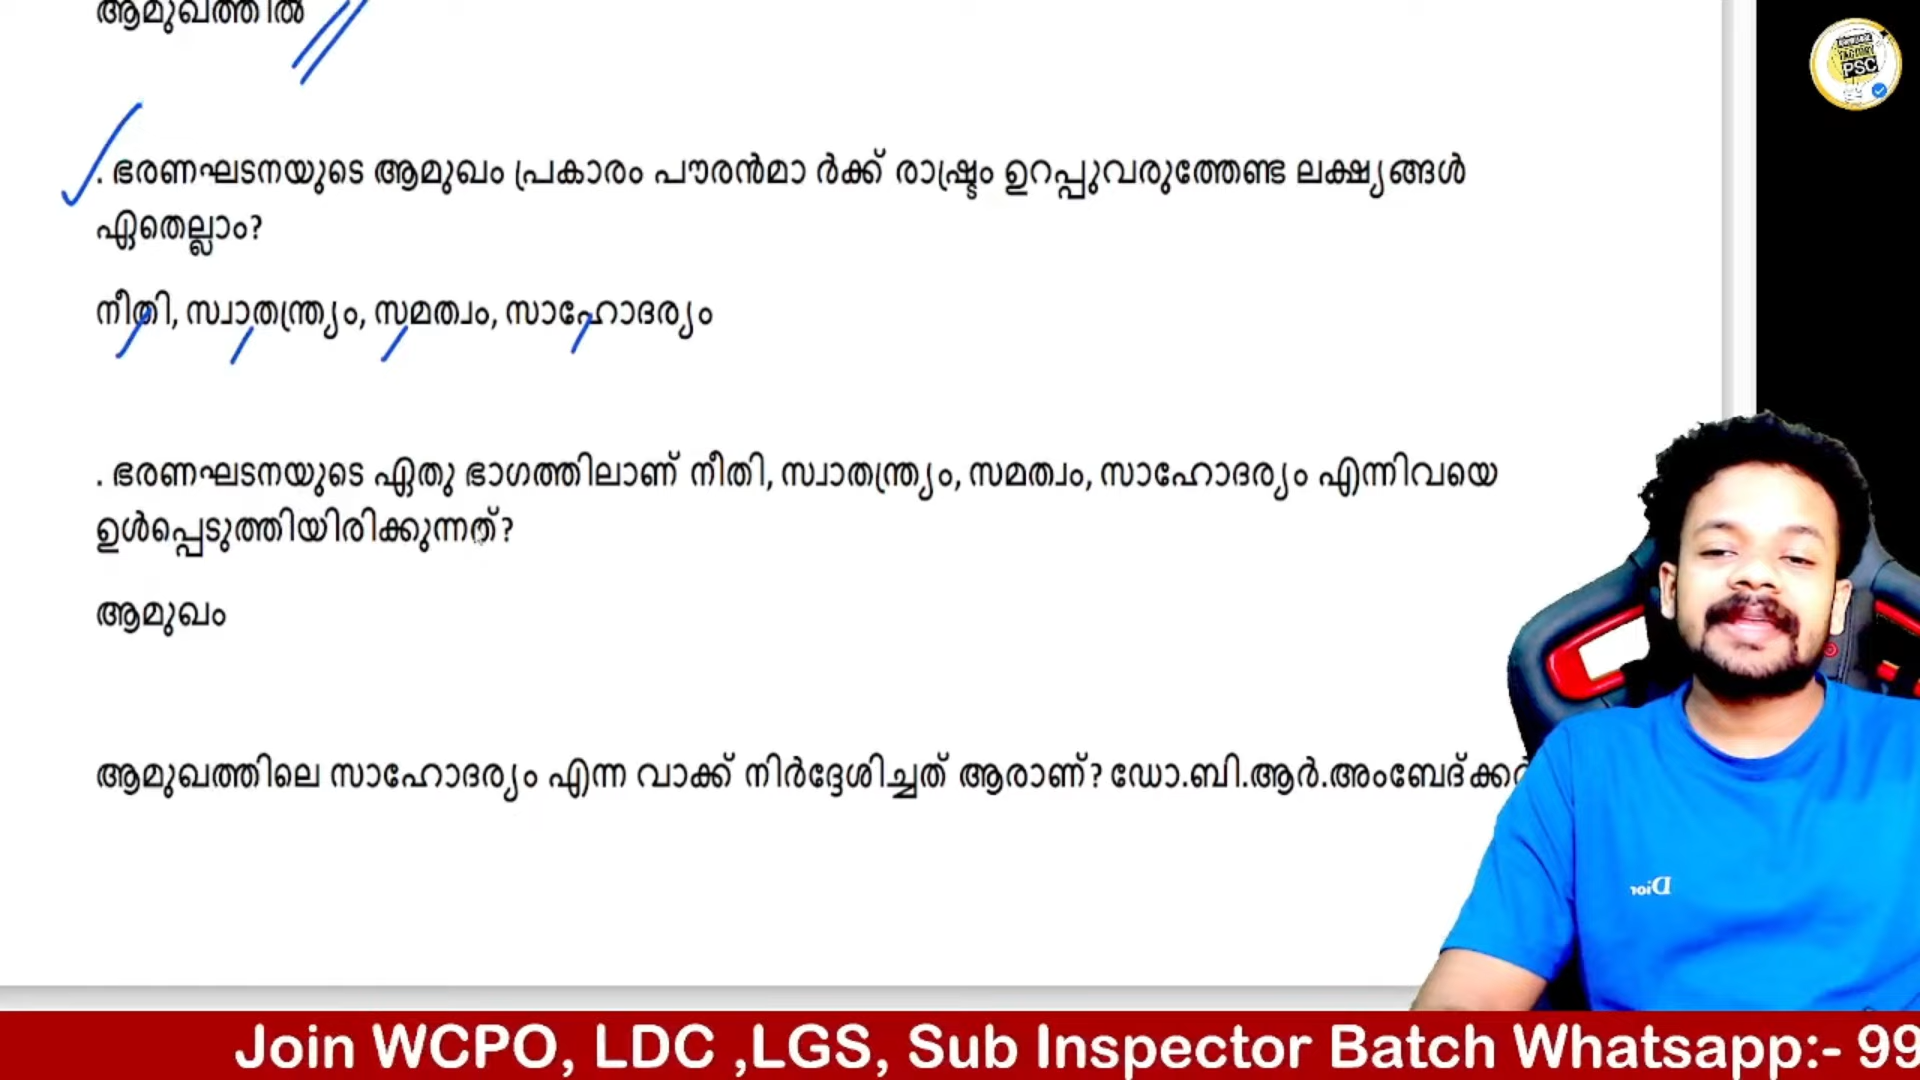 ആമുഖത്തിൽ
PSC
. ഭരണഘടനയുടെ ആമുഖം പ്രകാരം പൗരൻമാ ർക്ക് രാഷ്ട്രം ഉറപ്പുവരുത്തേണ്ട ലക്ഷ്യങ്ങൾ
ഏതെല്ലാം?
നീതി, സ്വാതന്ത്ര്യം, സമത്വം, സാഹോദര്യം
. ഭരണഘടനയുടെ ഏതു ഭാഗത്തിലാണ് നീതി, സ്വാതന്ത്ര്യം, സമത്വം, സാഹോദര്യം എന്നിവയെ
ഉൾപ്പെടുത്തിയിരിക്കുന്നത്?
ആമുഖം
ആമുഖത്തിലെ സാഹോദര്യം എന്ന വാക്ക് നിർദ്ദേശിച്ചത് ആരാണ്? ഡോ.ബി.ആർ.അംബേദ്ക്കർ
Dior
Join WCPO, LDC ,LGS, Sub Inspector Batch Whatsapp:- 99